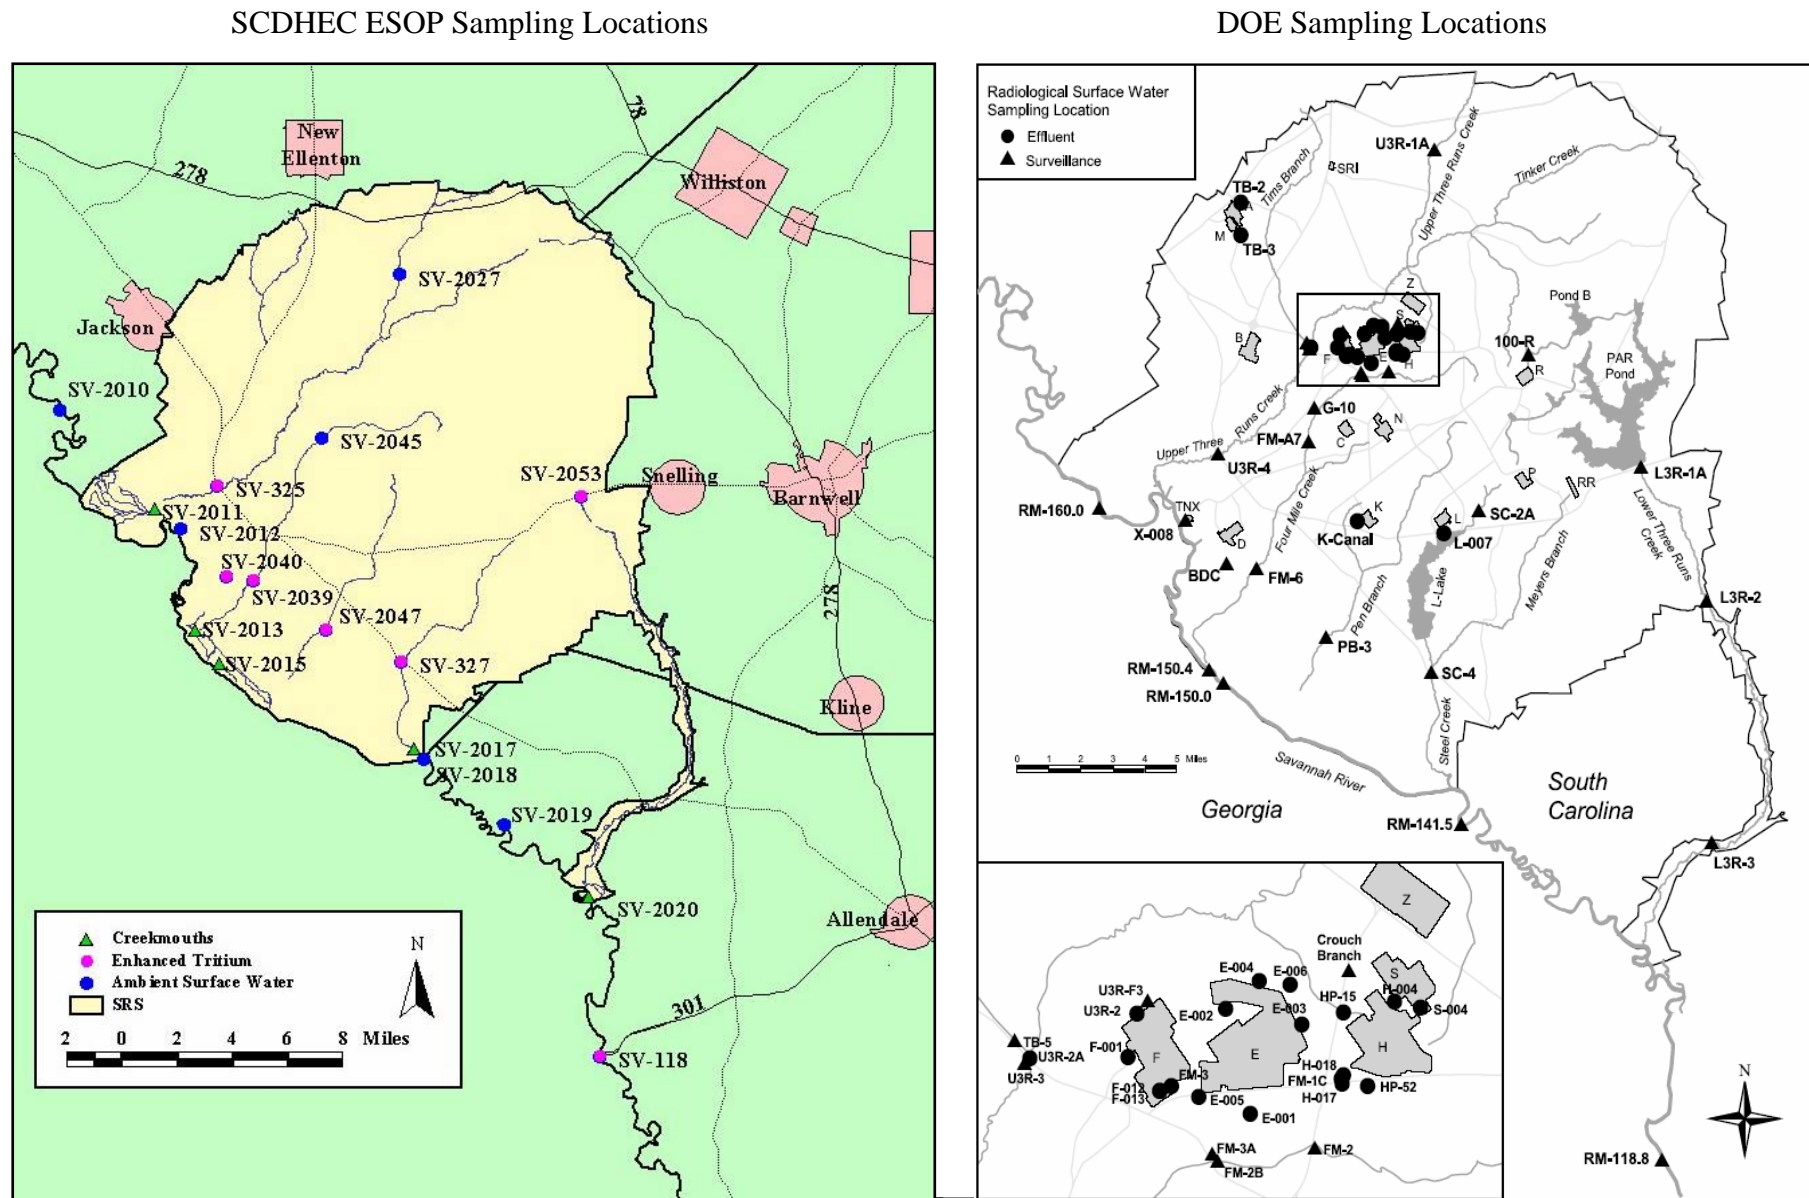 SCDHEC ESOP Sampling Locations
DOE Sampling Locations
78
New
Ellenton
278
Williston
SV-2027
Jackson
SV-2010
SV-2045
SV-2053
Snelling
Barnwell
SV-325
SV-2011
SV-2012
SV-2040
SV-2039
278
SV-2047
SV-2013
SV-2015
SV-327
Kline
SV-2017
SV-2018
SV-2019
SV-2020
Allendale
Creekmouths
N
Enhanced Tritium
Ambient Surface Water
SRS
2 0 2 4 6 8 Miles
301
SV-118
Radiological Surface Water
Sampling Location
Effluent
Surveillance
U3R-1A
Upper Three Runs Creek
Tims Branch
SRI
Tinker Creek
TB-2
A
M
TB-3
Z
Pond B
S
B
F
E
H
100-R
R
PAR
Pond
G-10
Upper Three
Runs Creek
C
N
FM-A7
U3R-4
L3R-1A
P
RR
RM-160.0
TNX
X-008
D
Four Mile Creek
K
K-Canal
L
SC-2A
L-007
Lower Three Runs
Creek
BDC
FM-6
L-Lake
Meyers Branch
L3R-2
Pen Branch
PB-3
RM-150.4
SC-4
RM-150.0
Steel Creek
0 1 2 3 4 5 Miles
Savannah River
Georgia
South
Carolina
RM-141.5
L3R-3
Z
Crouch
Branch
E-004
E-006
S
U3R-F3
H-004
U3R-2
E-002
E-003
HP-15
S-004
TB-5
U3R-2A
U3R-3
F-001
F
E
H
FM-3
H-018
F-012
FM-1C
HP-52
F-013
E-005
H-017
E-001
FM-3A
FM-2
FM-2B
N
RM-118.8